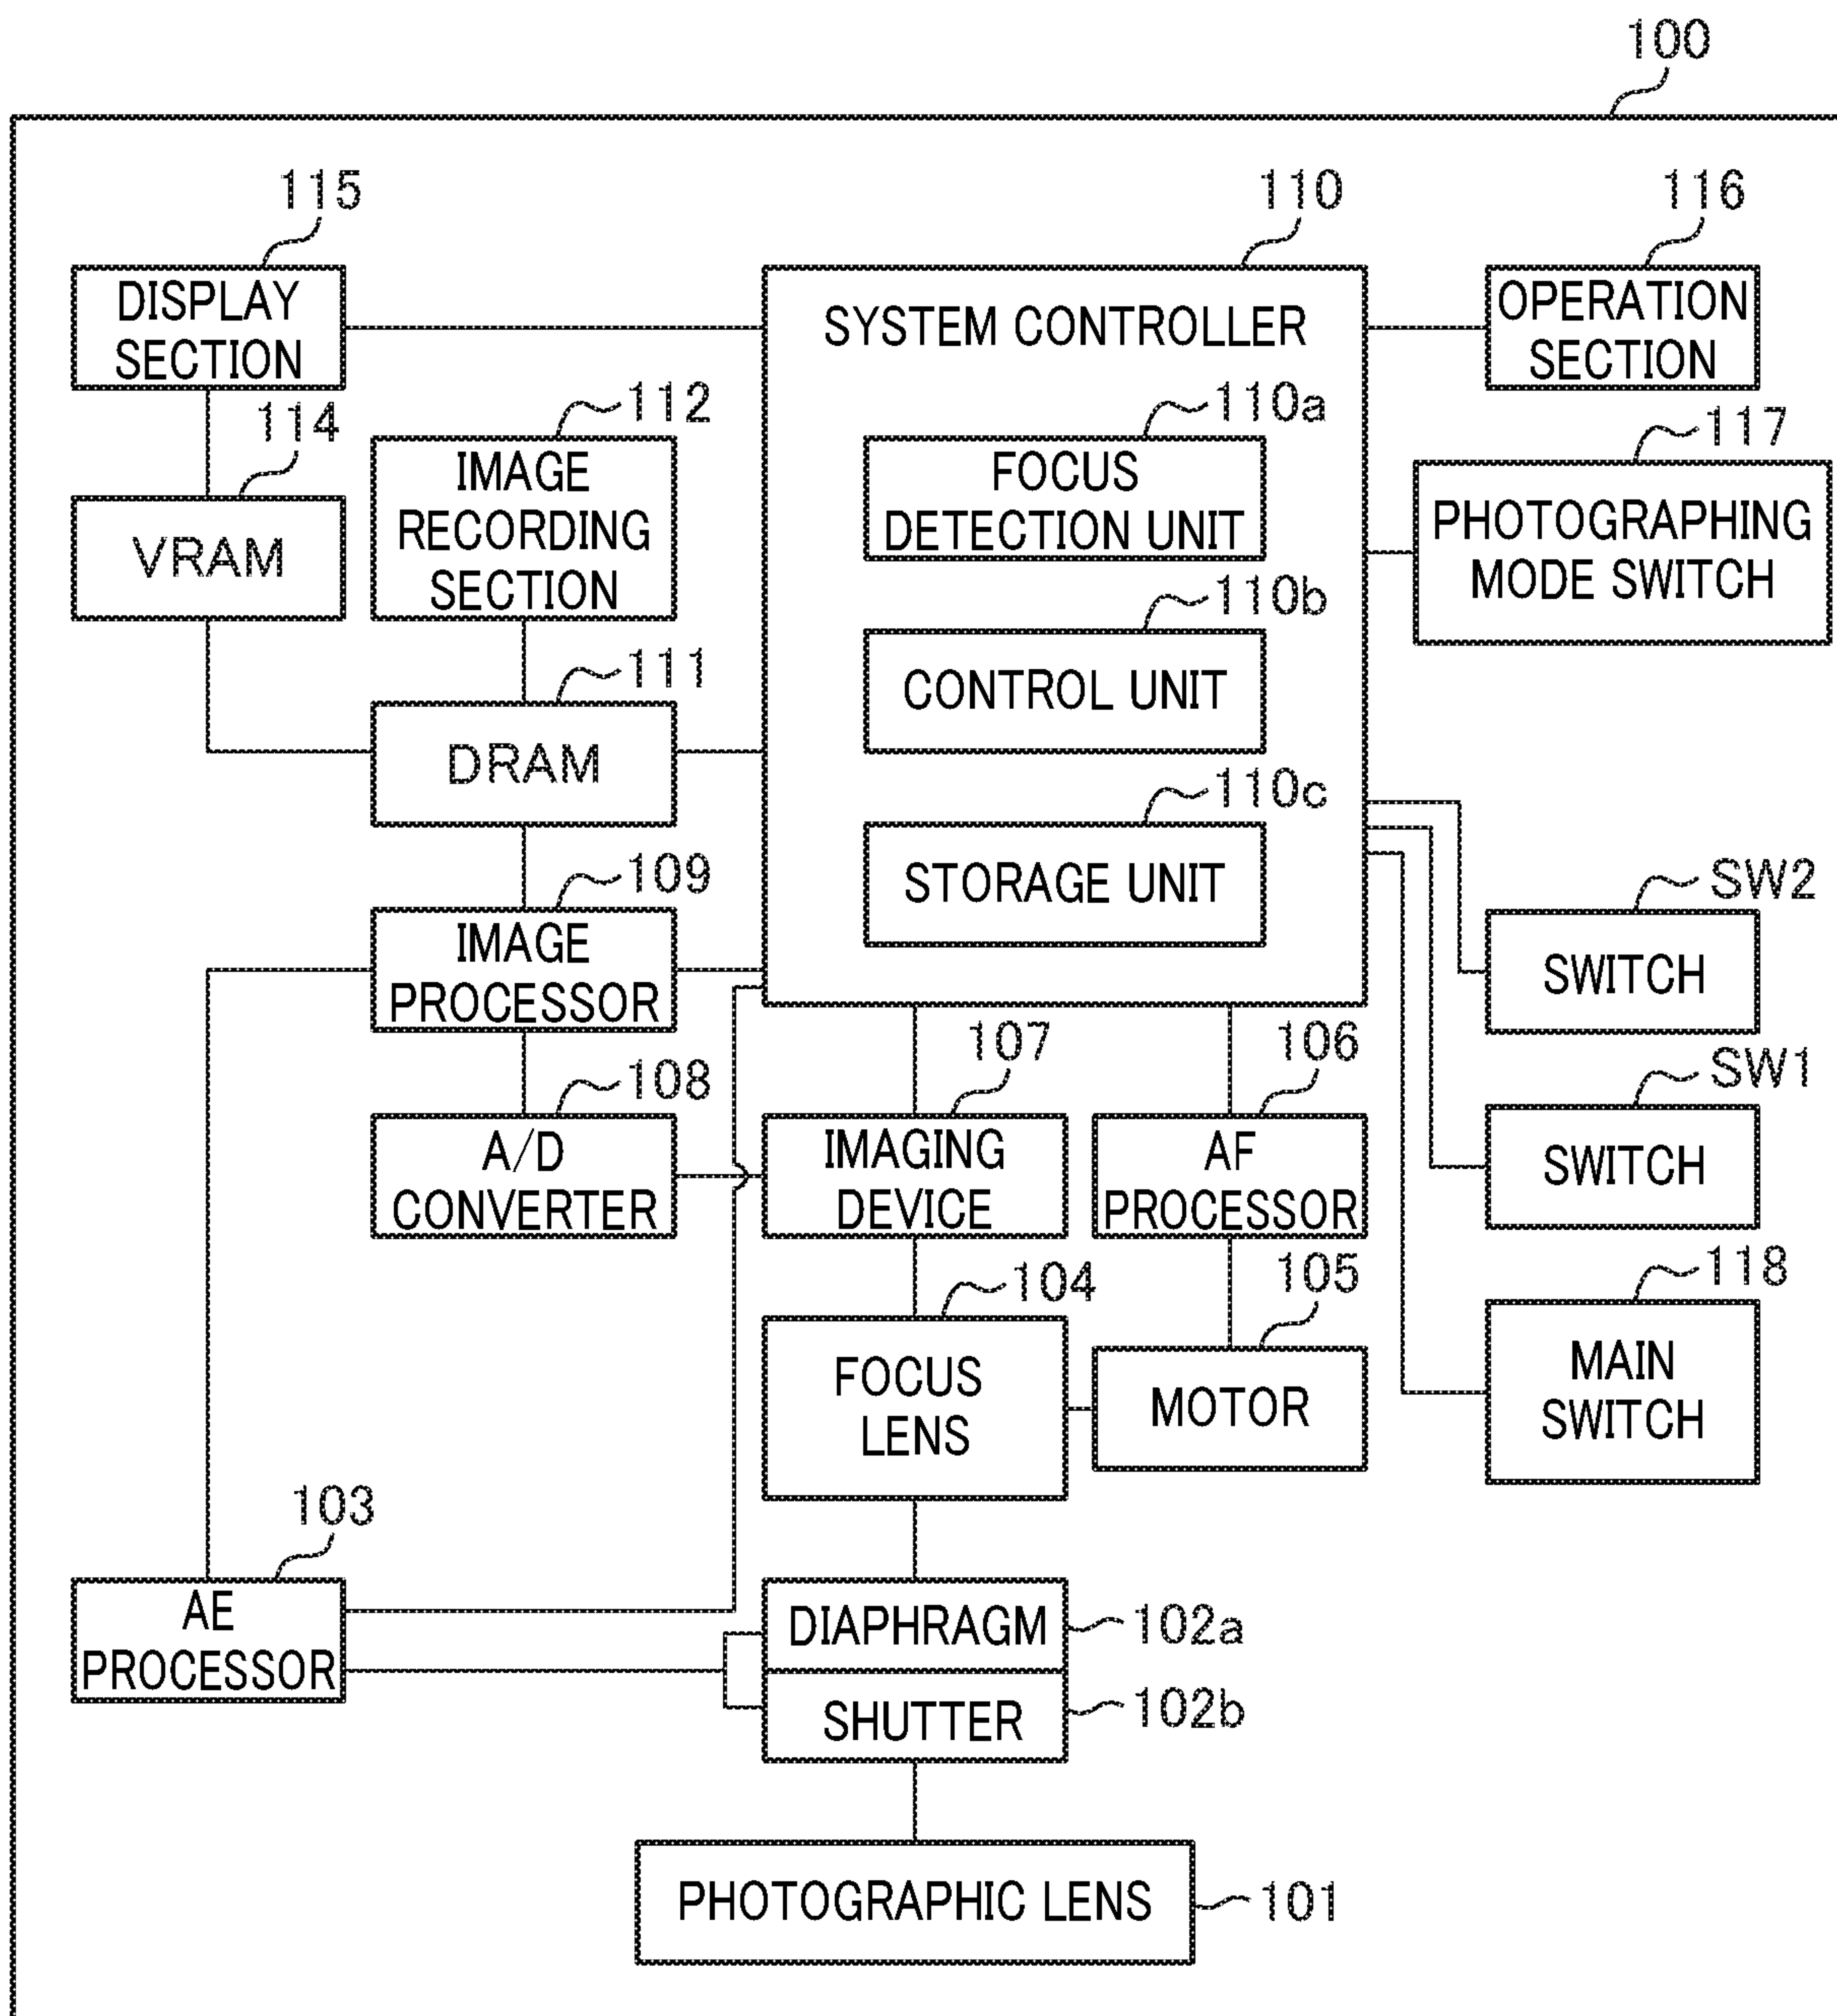 100
115
110
116
DISPLAY
SECTION
SYSTEM CONTROLLER
OPERATION
SECTION
114
112
110a
117
VRAM
IMAGE
RECORDING
SECTION
FOCUS
DETECTION UNIT
PHOTOGRAPHING
MODE SWITCH
110b
CONTROL UNIT
111
DRAM
110c
STORAGE UNIT
109
IMAGE
PROCESSOR
SW2
SWITCH
108
A/D
CONVERTER
107
IMAGING
DEVICE
106
AF
PROCESSOR
SW1
SWITCH
104
FOCUS
LENS
105
MOTOR
118
MAIN
SWITCH
103
AE
PROCESSOR
DIAPHRAGM
102a
SHUTTER
102b
PHOTOGRAPHIC LENS
101